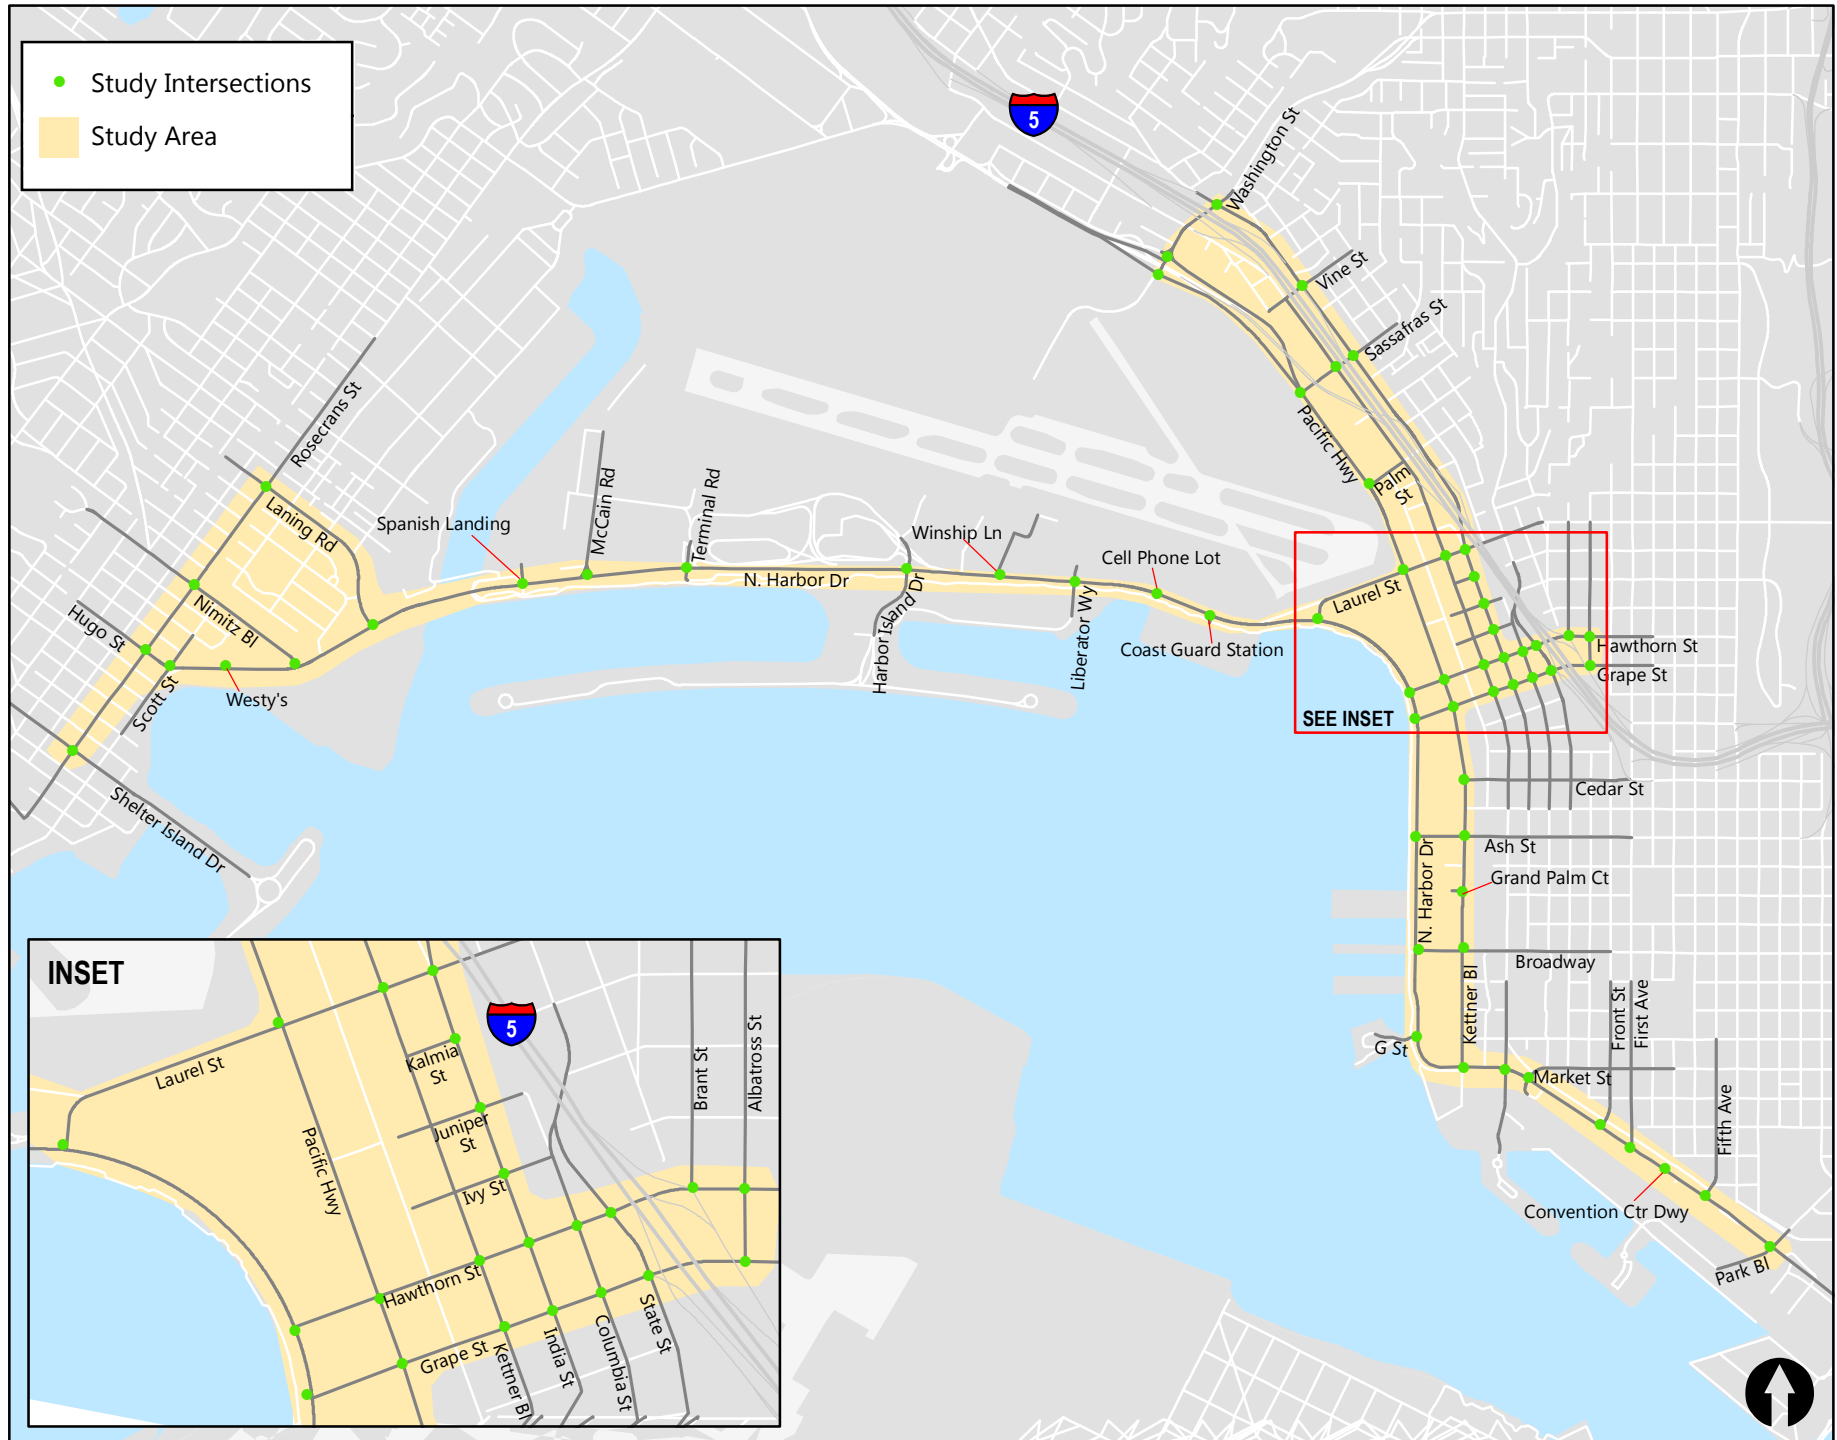 Study Intersections
Study Area
5
Washington St
Vine St
Sassafras St
Pacific Hwy
Palm
St
Rosecrans St
Laning Rd
Spanish Landing
McCain Rd
Terminal Rd
Winship Ln
Cell Phone Lot
N. Harbor Dr
Harbor Island Dr
Liberator Wy
Coast Guard Station
Laurel St
Hawthorn St
Grape St
SEE INSET
Nimitz Bl
Hugo St
Scott St
Westy's
Shelter Island Dr
Cedar St
Ash St
Grand Palm Ct
N. Harbor Dr
Broadway
Kettner Bl
G St
Market St
Front St
First Ave
Fifth Ave
Convention Ctr Dwy
Park Bl
INSET
5
Laurel St
Kalmia
St
Juniper
St
Ivy St
Brant St
Albatross St
Pacific Hwy
Hawthorn St
Grape St
Kettner Bl
India St
Columbia St
State St